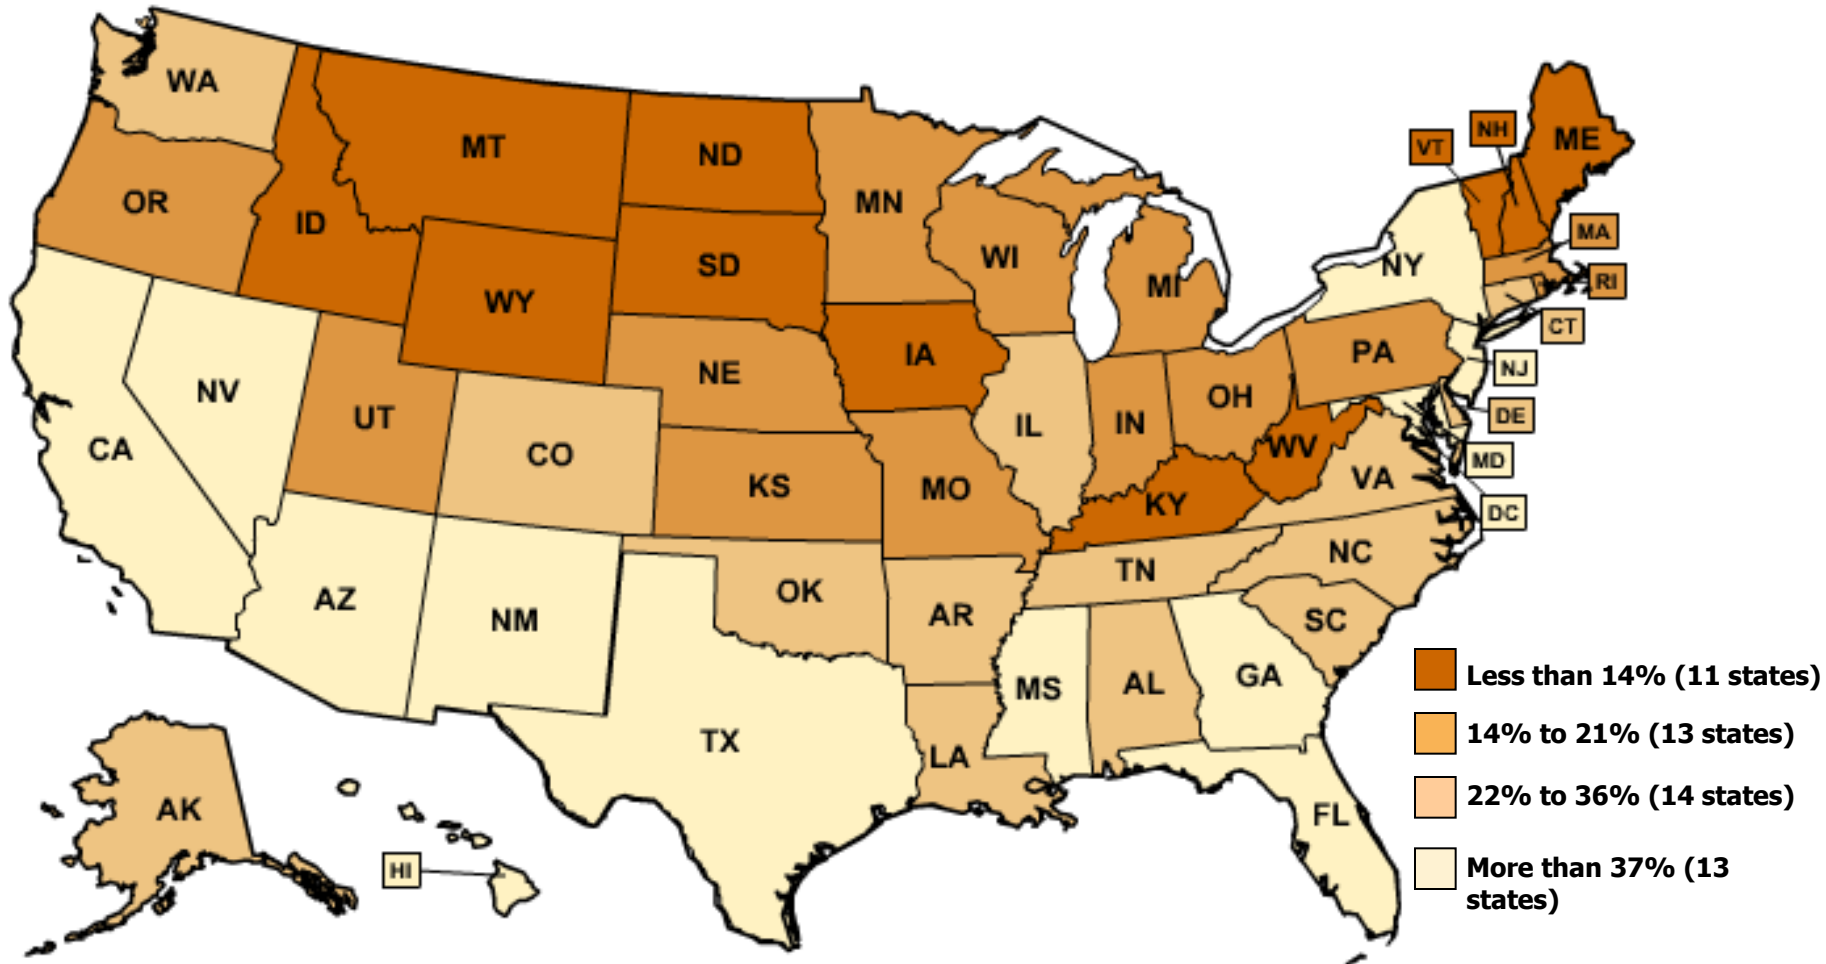 WA
MT
ND
MN
OR
ID
SD
WI
MI
NY
VT
NH
ME
MA
RI
CT
NJ
DE
MD
DC
WY
IA
NE
PA
NV
UT
CO
IL
IN
OH
WV
VA
CA
KS
MO
KY
AZ
NM
OK
AR
TN
NC
SC
TX
LA
MS
AL
GA
FL
AK
HI
Less than 14% (11 states)
14% to 21% (13 states)
22% to 36% (14 states)
More than 37% (13
states)